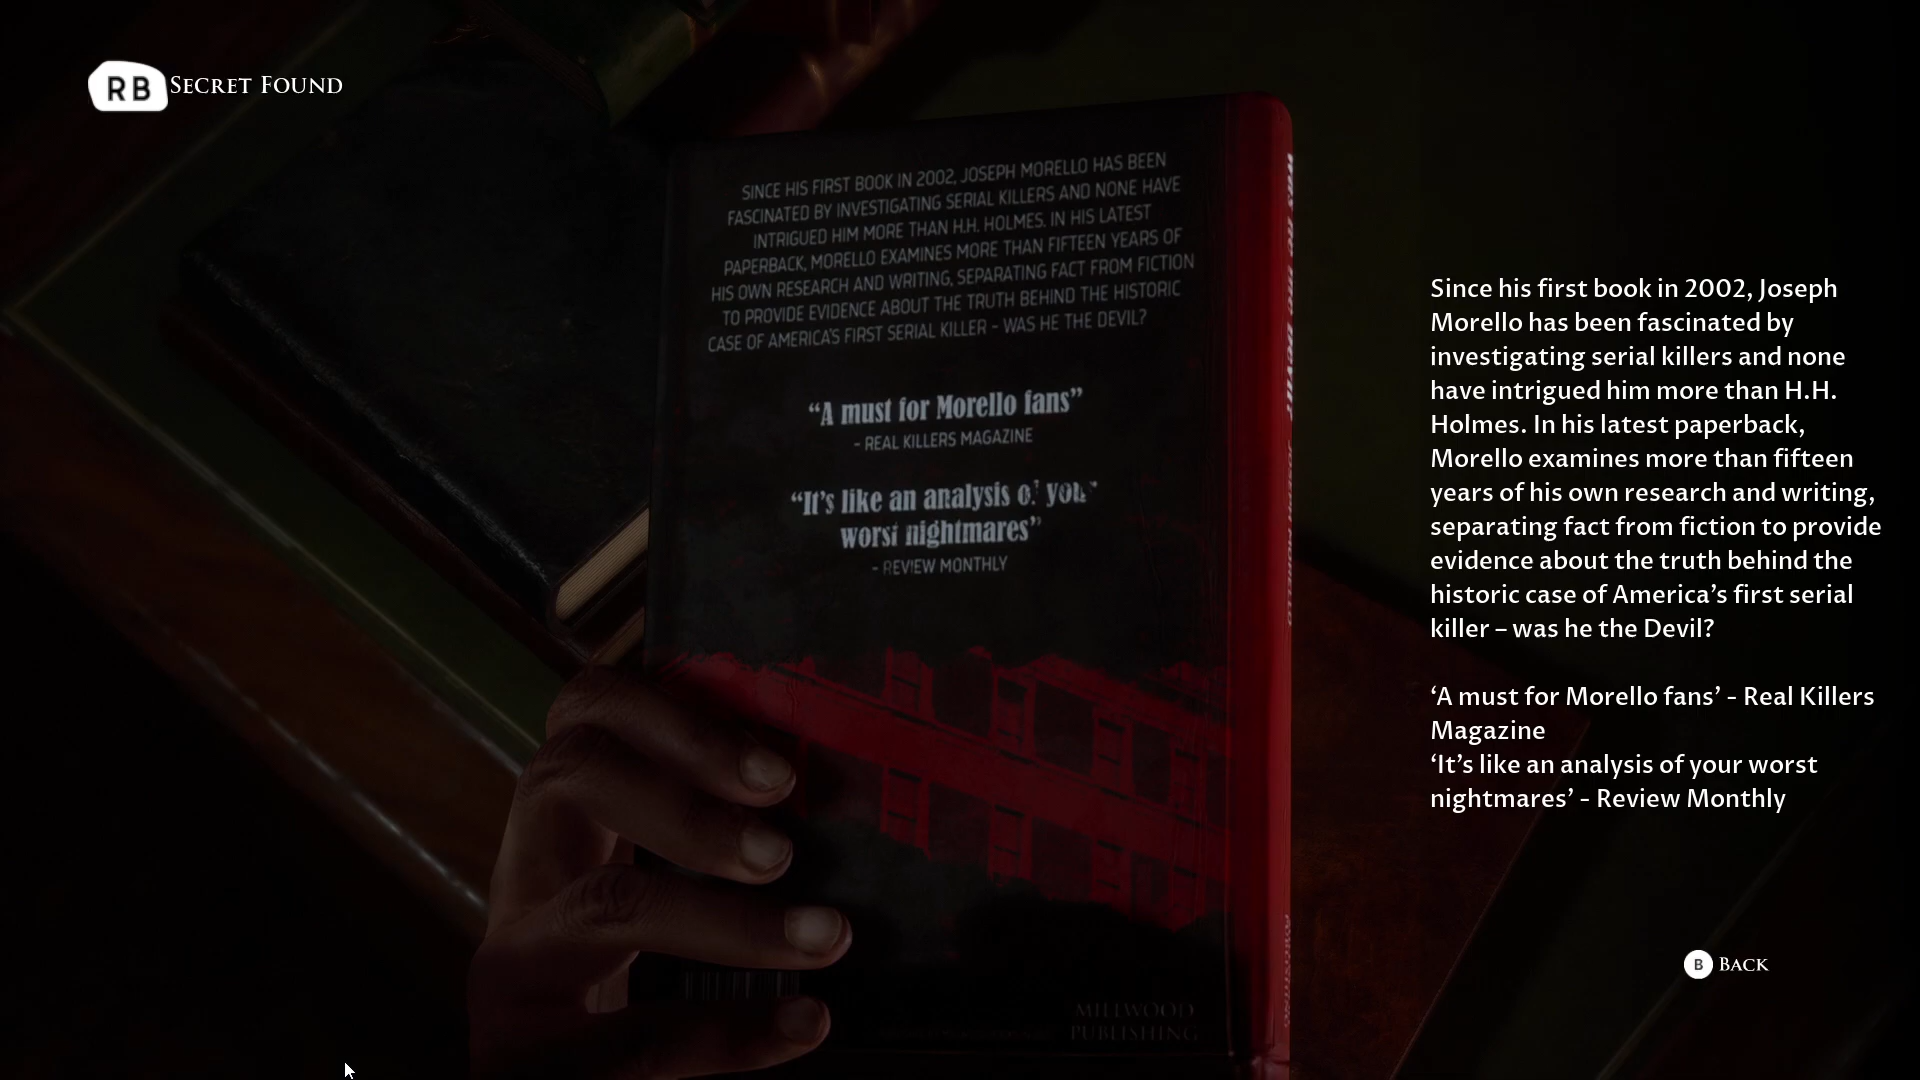 RB Secret Found
SINCE HIS FIRST BOOK IN 2002, JOSEPH MORELLO HAS BEEN
FASCINATED BY INVESTIGATING SERIAL KILLERS AND NONE HAVE
INTRIGUED HIM MORE THAN H.H. HOLMES. IN HIS LATEST
PAPERBACK, MORELLO EXAMINES MORE THAN FIFTEEN YEARS OF
HIS OWN RESEARCH AND WRITING, SEPARATING FACT FROM FICTION
TO PROVIDE EVIDENCE ABOUT THE TRUTH BEHIND THE HISTORIC
CASE OF AMERICA'S FIRST SERIAL KILLER - WAS HE THE DEVIL?
“A must for Morello fans”
- REAL KILLERS MAGAZINE
“It's like an analysis of your
worst nightmares”
- REVIEW MONTHLY
MILLWOOD
PUBLISHING
Since his first book in 2002, Joseph
Morello has been fascinated by
investigating serial killers and none
have intrigued him more than H.H.
Holmes. In his latest paperback,
Morello examines more than fifteen
years of his own research and writing,
separating fact from fiction to provide
evidence about the truth behind the
historic case of America’s first serial
killer – was he the Devil?
‘A must for Morello fans’ - Real Killers
Magazine
‘It’s like an analysis of your worst
nightmares’ - Review Monthly
B Back